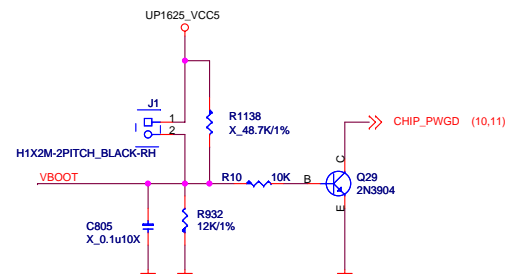 UP1625_VCC5
J1
1
2
R1138
X_48.7K/1%
CHIP_PWGD (10,11)
H1X2M-2PITCH_BLACK-RH
VBOOT
R10
10K
B
C
E
Q29
2N3904
C805
X_0.1u10X
R932
12K/1%